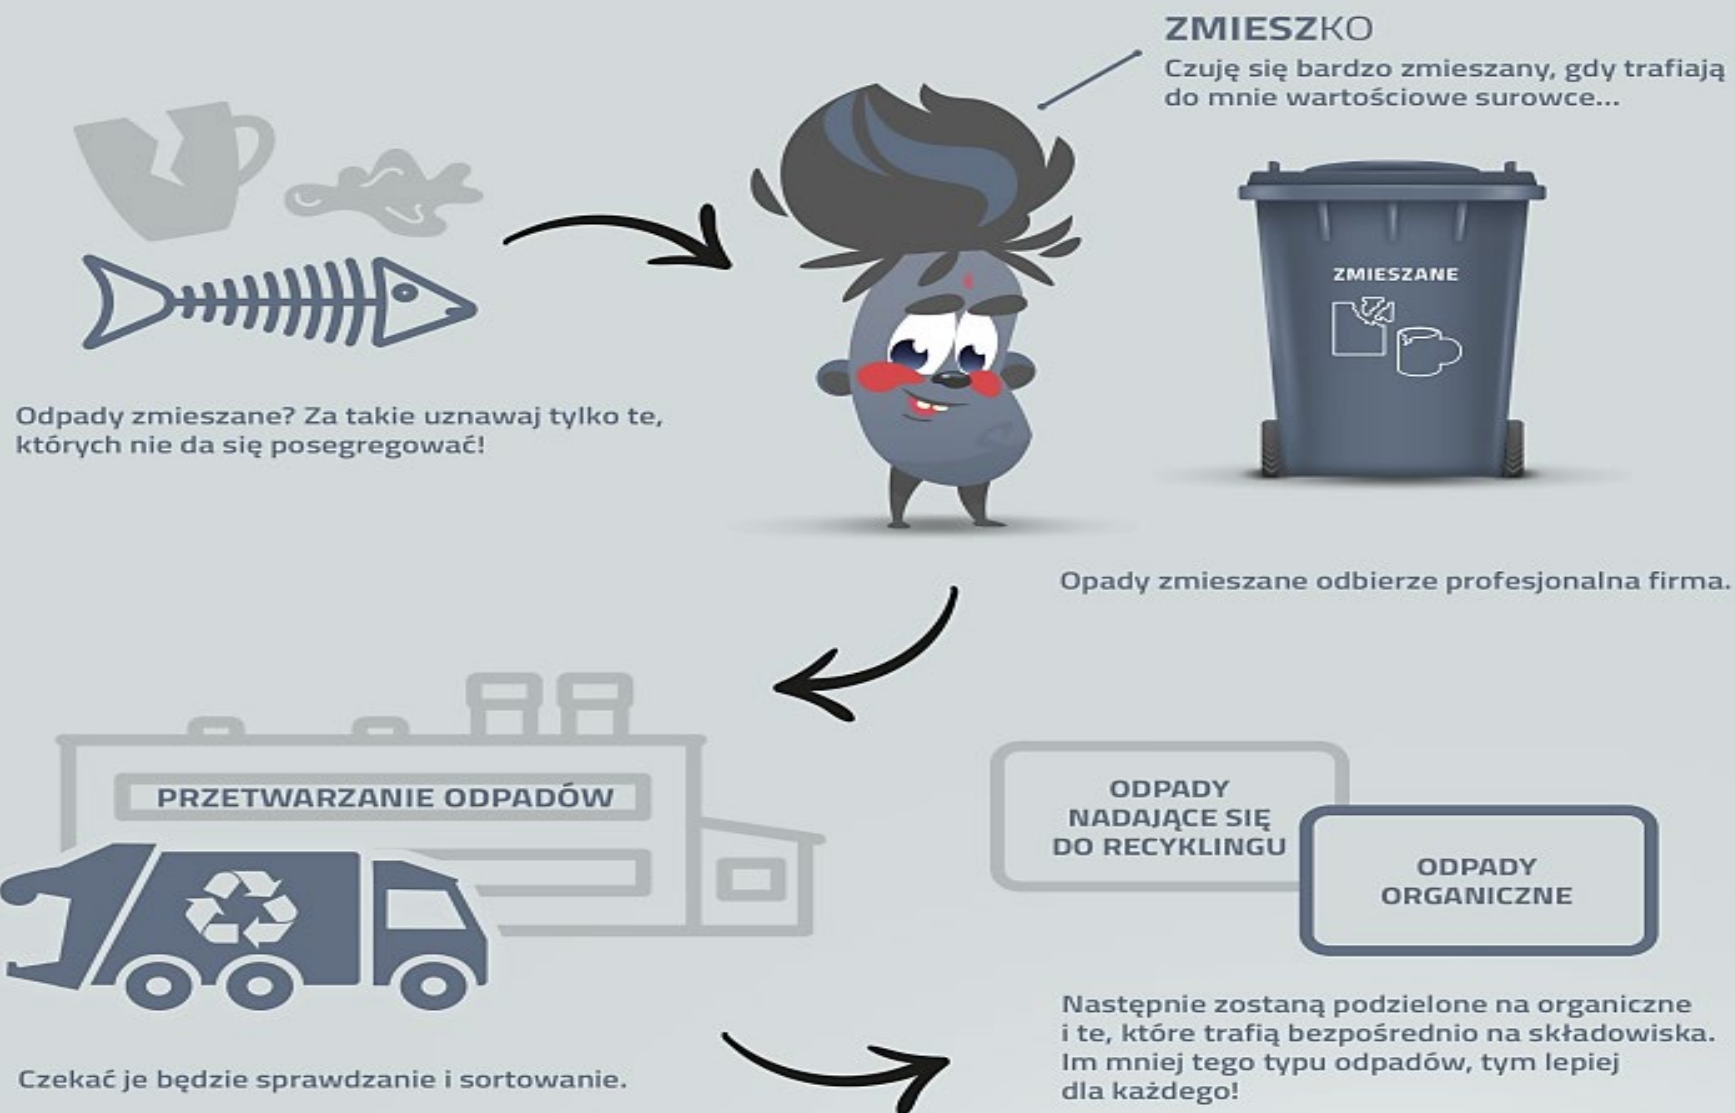 ZMIESZKO
Czuję się bardzo zmieszany, gdy trafiają
do mnie wartościowe surowce...
ZMIESZANE
Odpady zmieszane? Za takie uznawaj tylko te,
których nie da się posegregować!
Opady zmieszane odbierze profesjonalna firma.
PRZETWARZANIE ODPADÓW
Czekać je będzie sprawdzanie i sortowanie.
ODPADY
NADAJĄCE SIĘ
DO RECYKLINGU
ODPADY
ORGANICZNE
Następnie zostaną podzielone na organiczne
i te, które trafią bezpośrednio na składowiska.
Im mniej tego typu odpadów, tym lepiej
dla każdego!